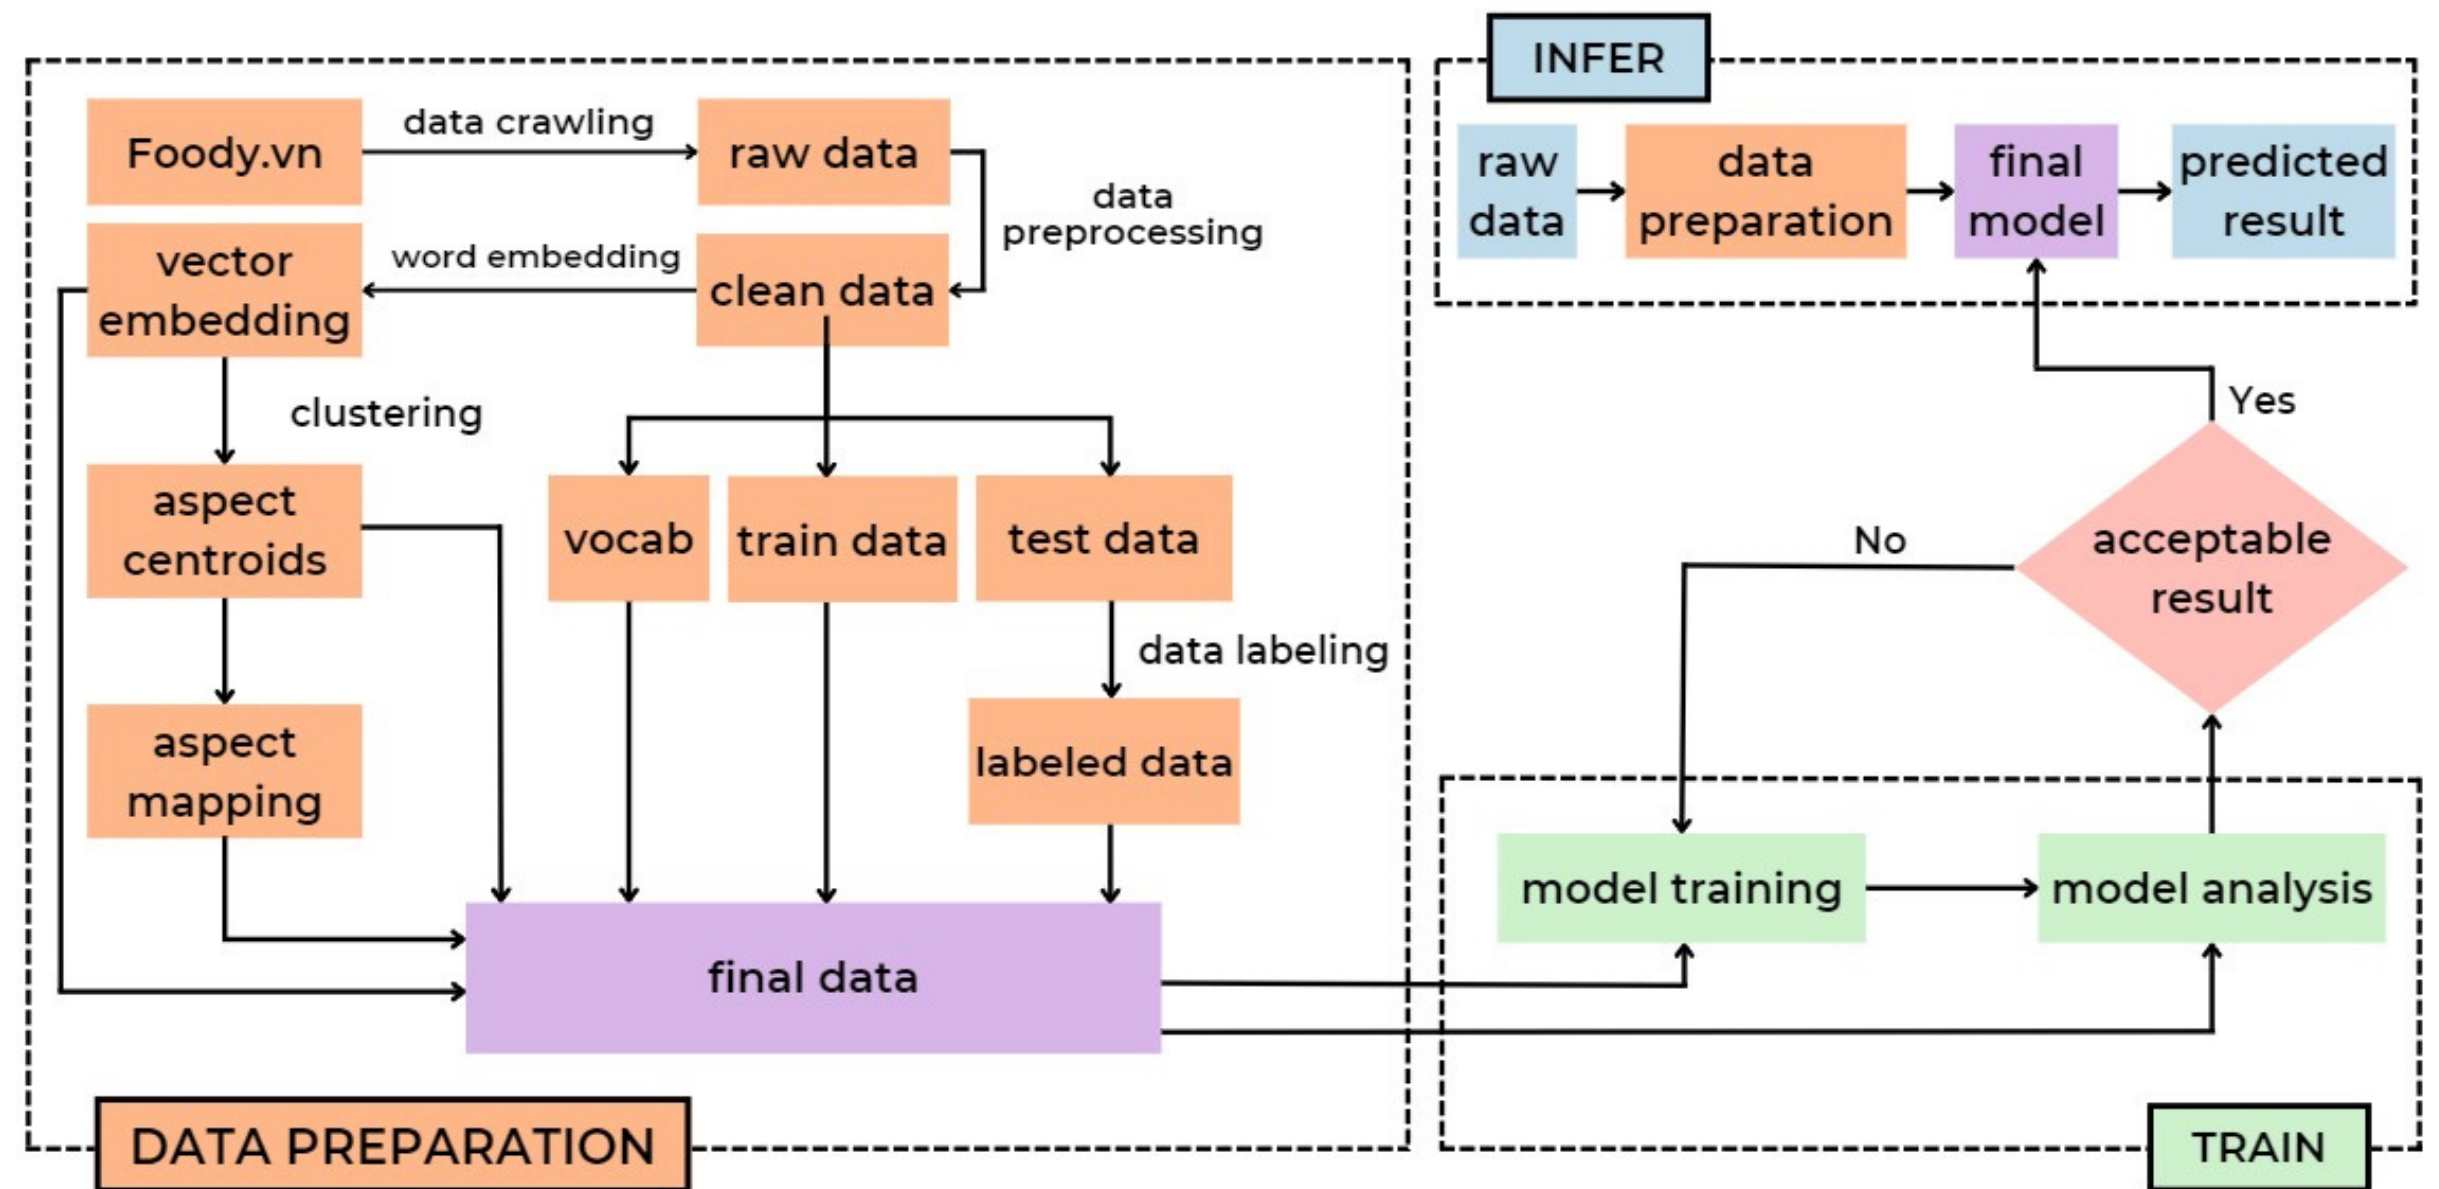 Foody.vn
data crawling
raw data
data
preprocessing
vector
embedding
word embedding
clean data
clustering
aspect
centroids
vocab
train data
test data
data labeling
aspect
mapping
labeled data
final data
DATA PREPARATION
INFER
raw
data
data
preparation
final
model
predicted
result
Yes
No
acceptable
result
model training
model analysis
TRAIN